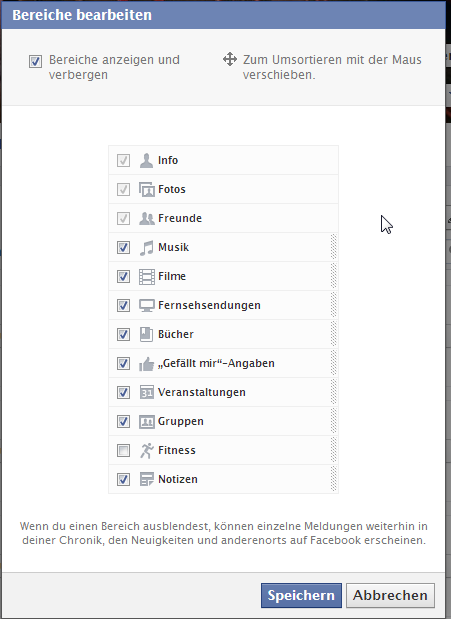 Bereiche bearbeiten
Bereiche anzeigen und
verbergen
Zum Umsortieren mit der Maus
verschieben.
Info
Fotos
Freunde
Musik
Filme
Fernsehsendungen
Bücher
„Gefällt mir“-Angaben
31
Veranstaltungen
Gruppen
Fitness
Notizen
Wenn du einen Bereich ausblendest, können einzelne Meldungen weiterhin in
deiner Chronik, den Neuigkeiten und anderenorts auf Facebook erscheinen.
Speichern
Abbrechen